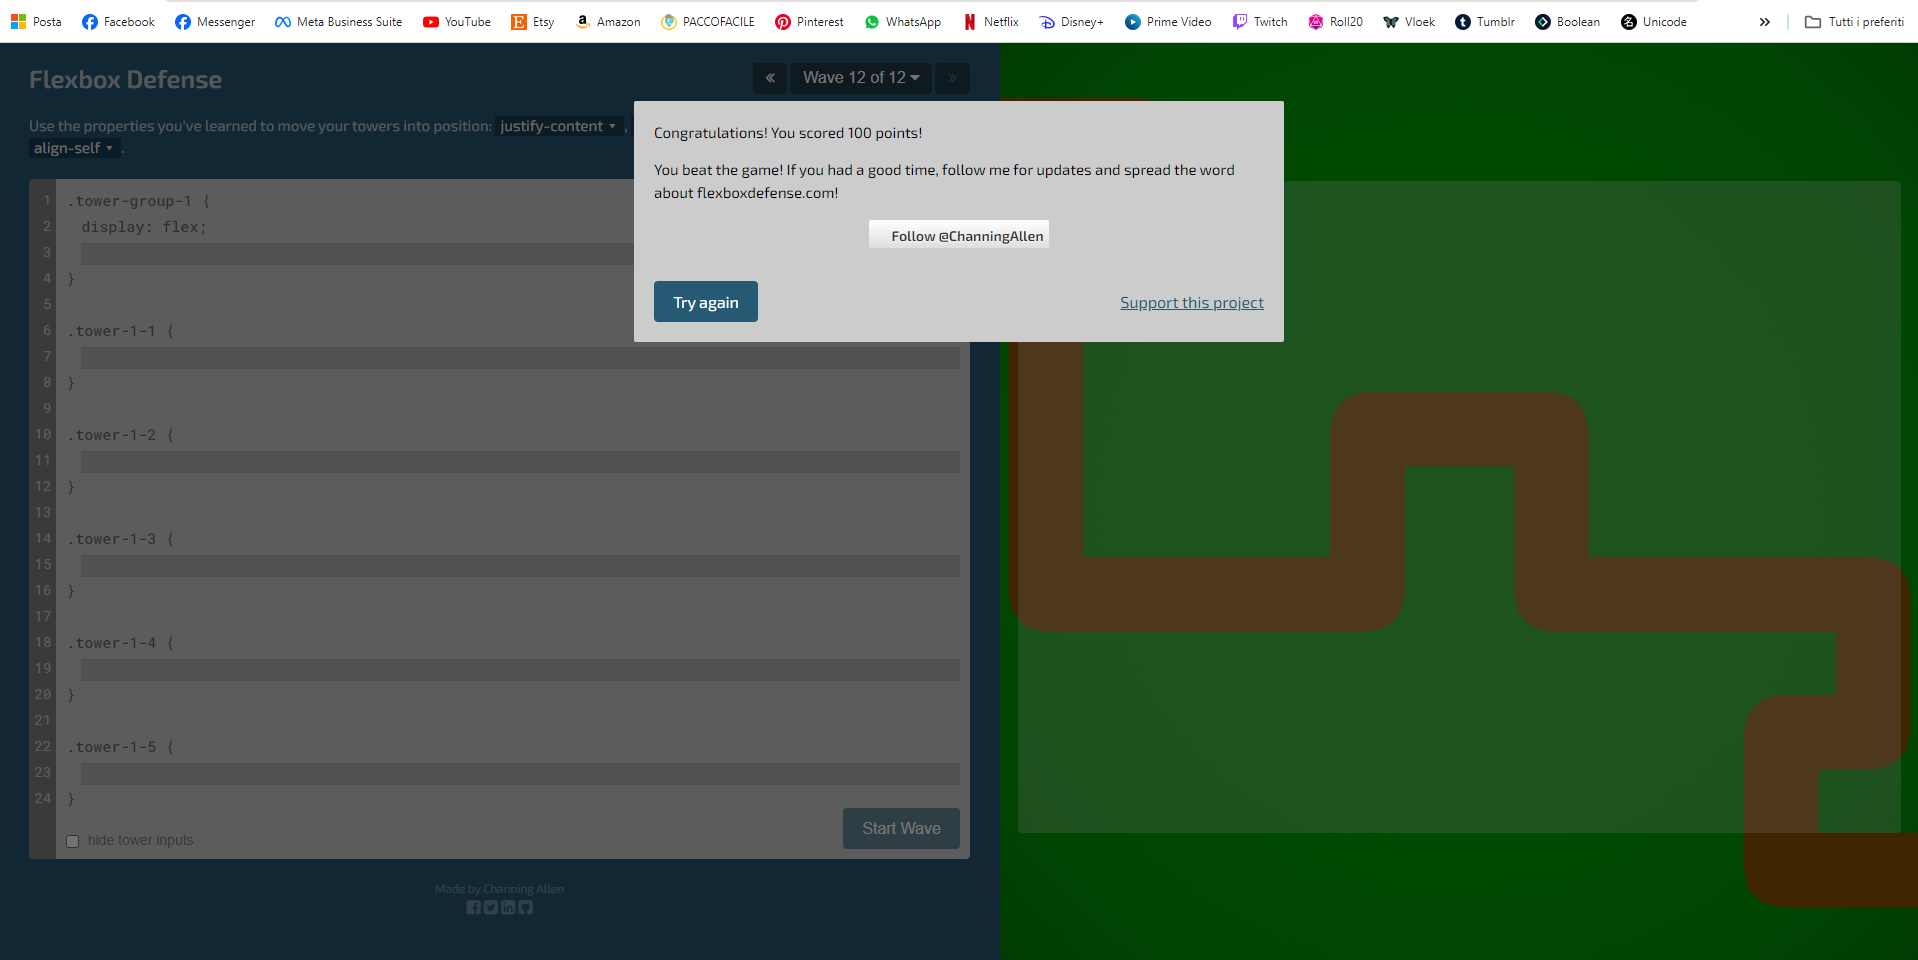 Posta Facebook Messenger Meta Business Suite YouTube Etsy Amazon PACCOFACILE Pinterest WhatsApp Netflix Disney+ Prime Video Twitch Roll20 Vloek Tumblr Boolean Unicode » Tutti i preferiti
Flexbox Defense
« Wave 12 of 12 »
Use the properties you've learned to move your towers into position: justify-content ,
align-self .
Congratulations! You scored 100 points!
You beat the game! If you had a good time, follow me for updates and spread the word
about flexboxdefense.com!
Follow @ChanningAllen
Try again Support this project
1 .tower-group-1 {
2 display: flex;
3
4 }
5
6 .tower-1-1 {
7
8 }
9
10 .tower-1-2 {
11
12 }
13
14 .tower-1-3 {
15
16 }
17
18 .tower-1-4 {
19
20 }
21
22 .tower-1-5 {
23
24 }
Start Wave
hide tower inputs
Made by Channing Allen